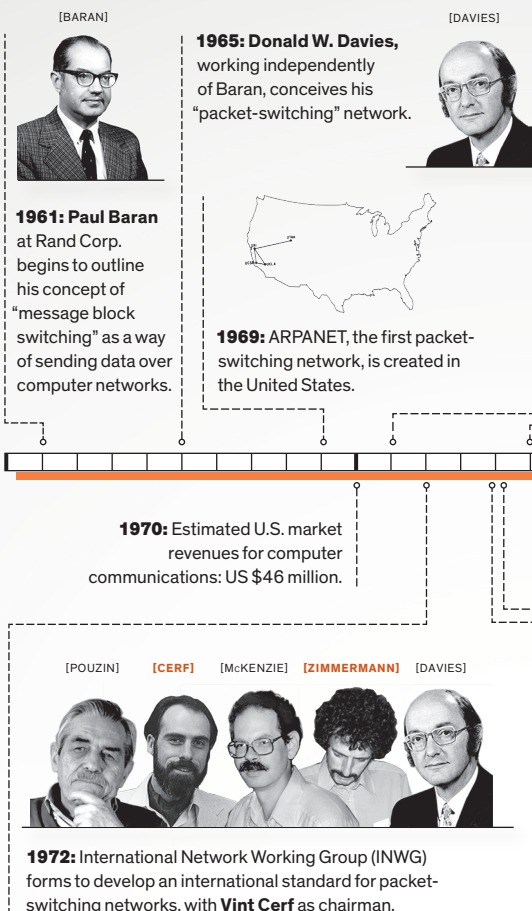 [BARAN]
1961: Paul Baran
at Rand Corp.
begins to outline
his concept of
“message block
switching” as a way
of sending data over
computer networks.
1965: Donald W. Davies,
working independently
of Baran, conceives his
“packet-switching” network.
[DAVIES]
UTAH
1969: ARPANET, the first packet-
switching network, is created in
the United States.
1970: Estimated U.S. market
revenues for computer
communications: US $46 million.
[POUZIN] [CERF] [McKENZIE] [ZIMMERMANN] [DAVIES]
1972: International Network Working Group (INWG)
forms to develop an international standard for packet-
switching networks, with Vint Cerf as chairman.